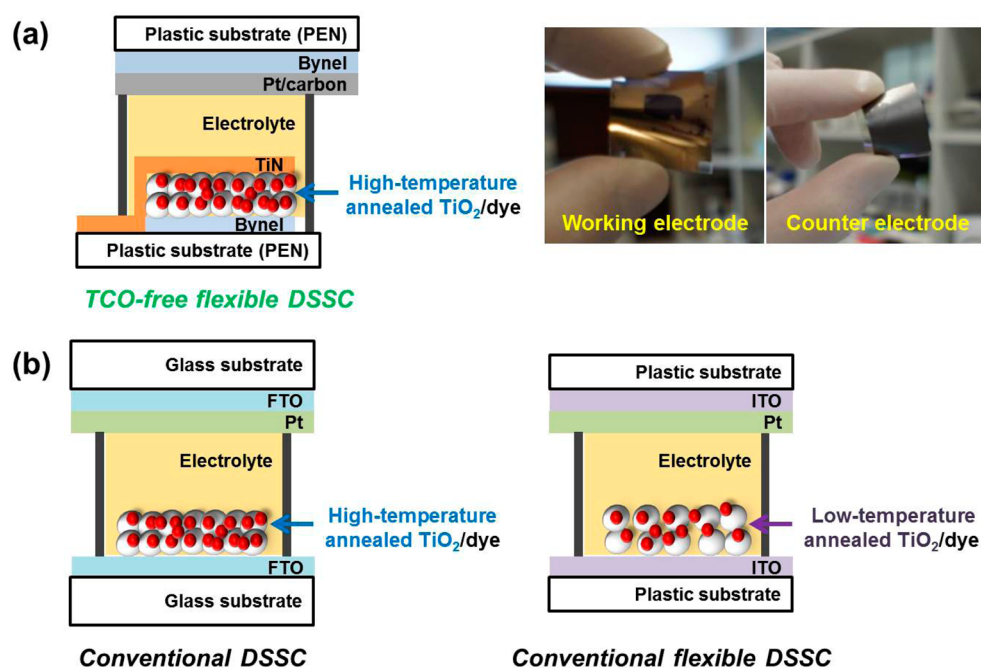 (a)
Plastic substrate (PEN)
Bynel
Pt/carbon
Electrolyte
TiN
High-temperature
annealed TiO₂/dye
Bynel
Plastic substrate (PEN)
TCO-free flexible DSSC
Working electrode
Counter electrode
(b)
Glass substrate
FTO
Pt
Electrolyte
High-temperature
annealed TiO₂/dye
FTO
Glass substrate
Conventional DSSC
Plastic substrate
ITO
Pt
Electrolyte
Low-temperature
annealed TiO₂/dye
ITO
Plastic substrate
Conventional flexible DSSC